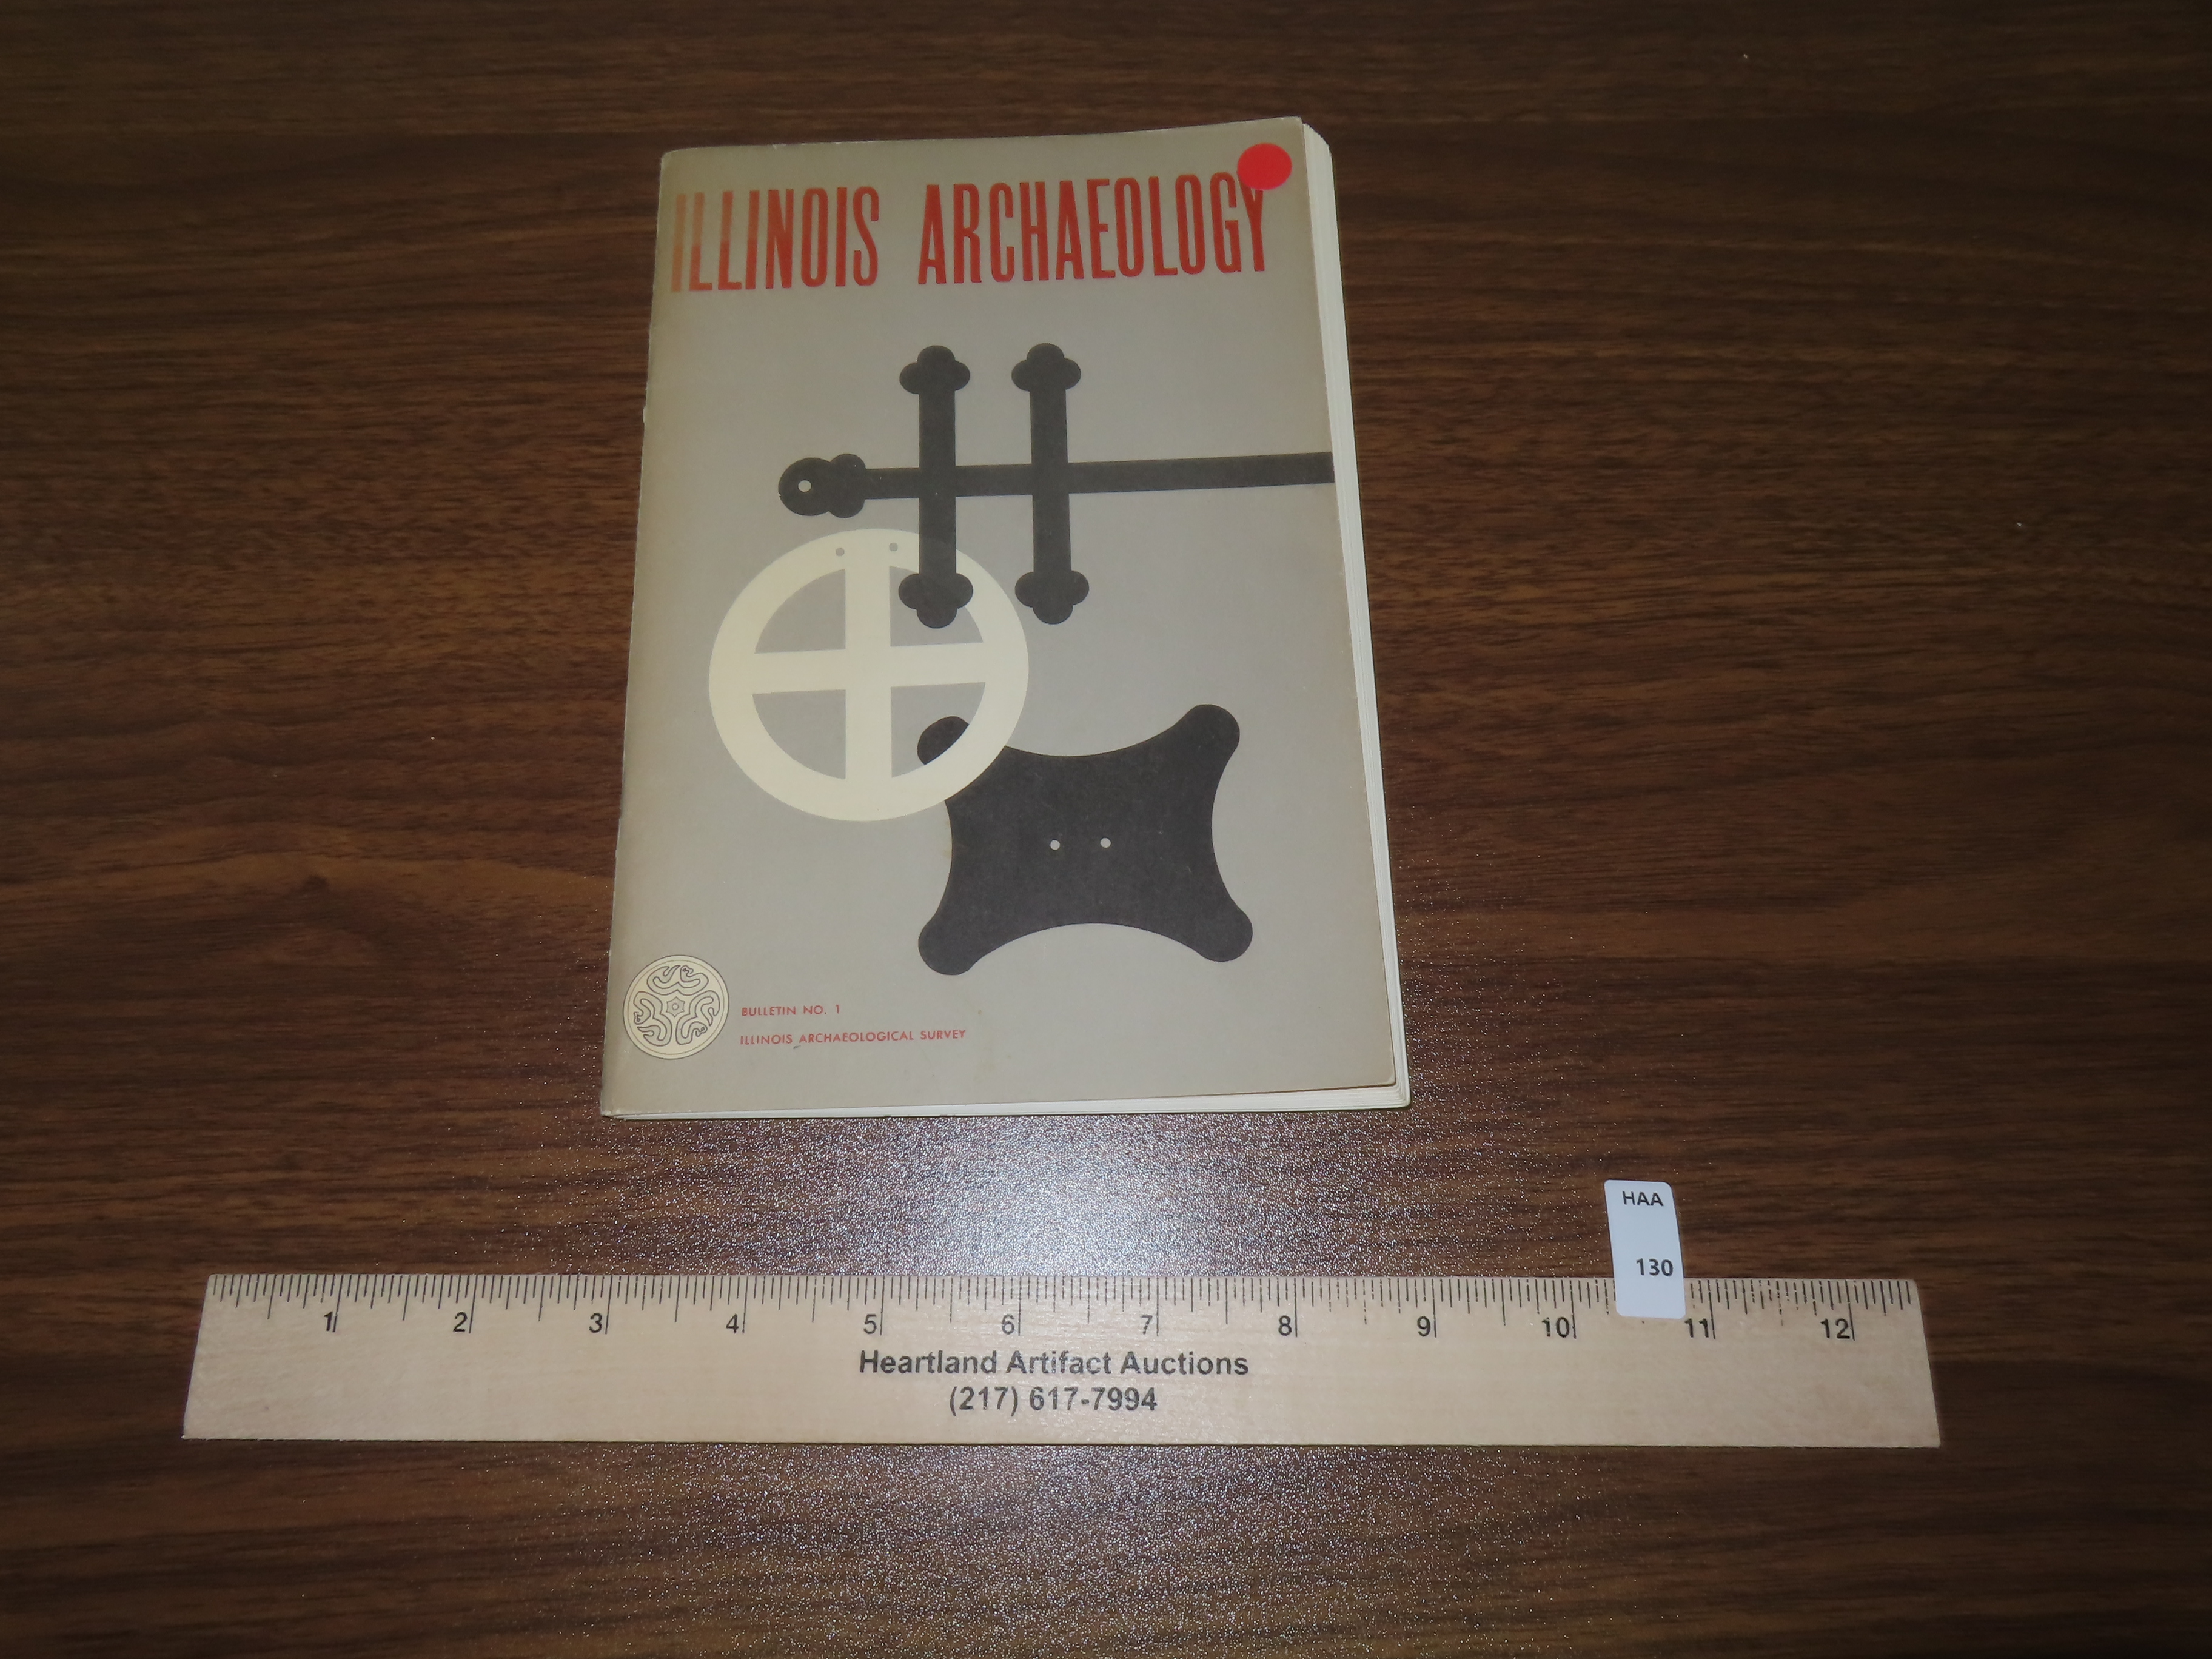 ILLINOIS ARCHAEOLOGY
BULLETIN NO. 1
ILLINOIS ARCHAEOLOGICAL SURVEY
HAA
130
1 2 3 4 5 6 7 8 9 10 11 12
Heartland Artifact Auctions
(217) 617-7994